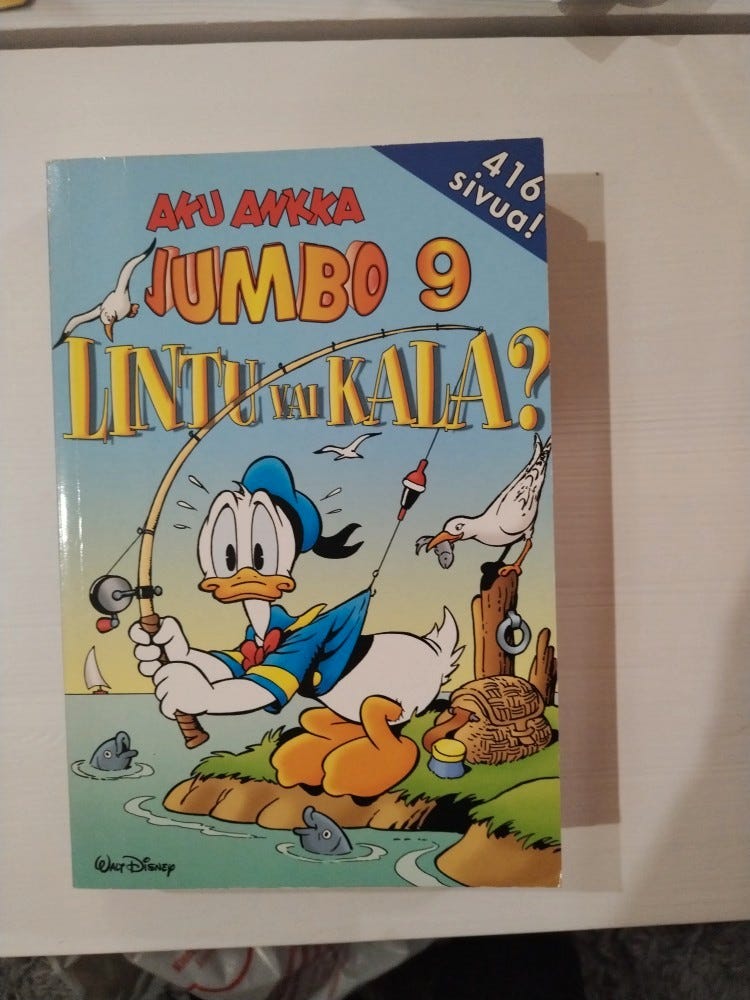 416
sivua!
AKU ANKKA
JUMBO 9
LINTU VAI KALA?
WALT DISNEY